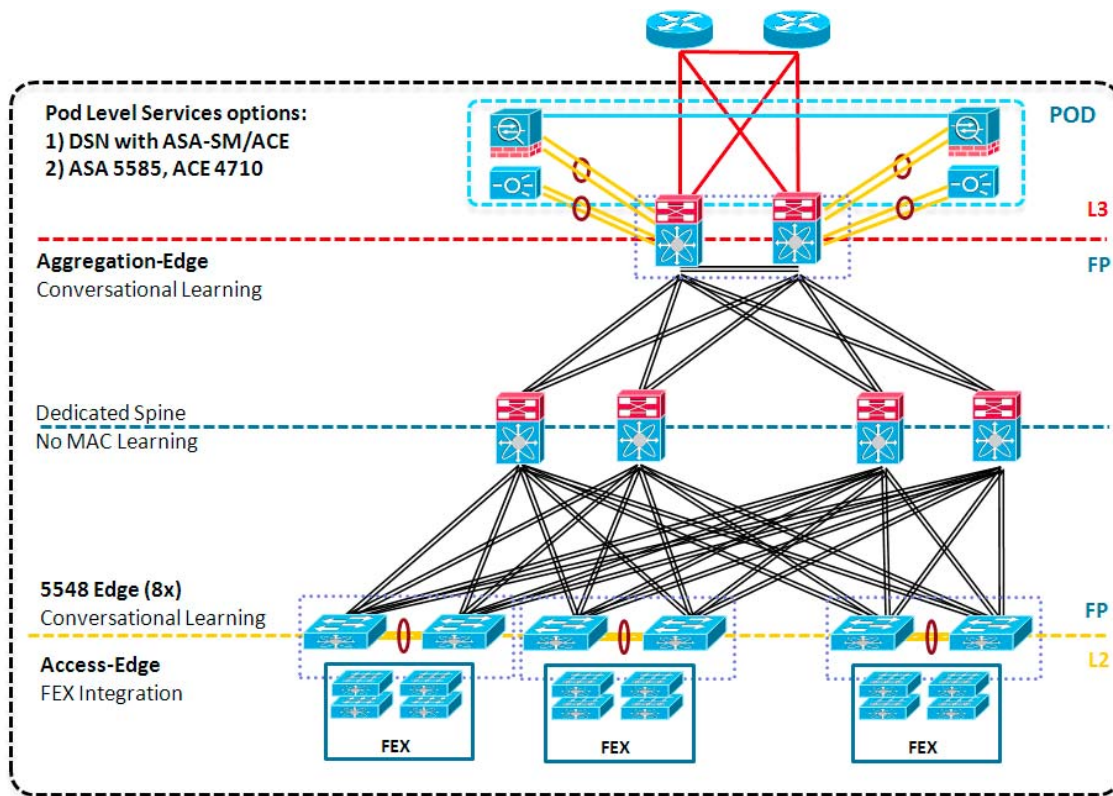 Pod Level Services options:
1) DSN with ASA-SM/ACE
2) ASA 5585, ACE 4710
POD
L3
Aggregation-Edge
Conversational Learning
FP
Dedicated Spine
No MAC Learning
5548 Edge (8x)
Conversational Learning
FP
Access-Edge
FEX Integration
L2
FEX
FEX
FEX